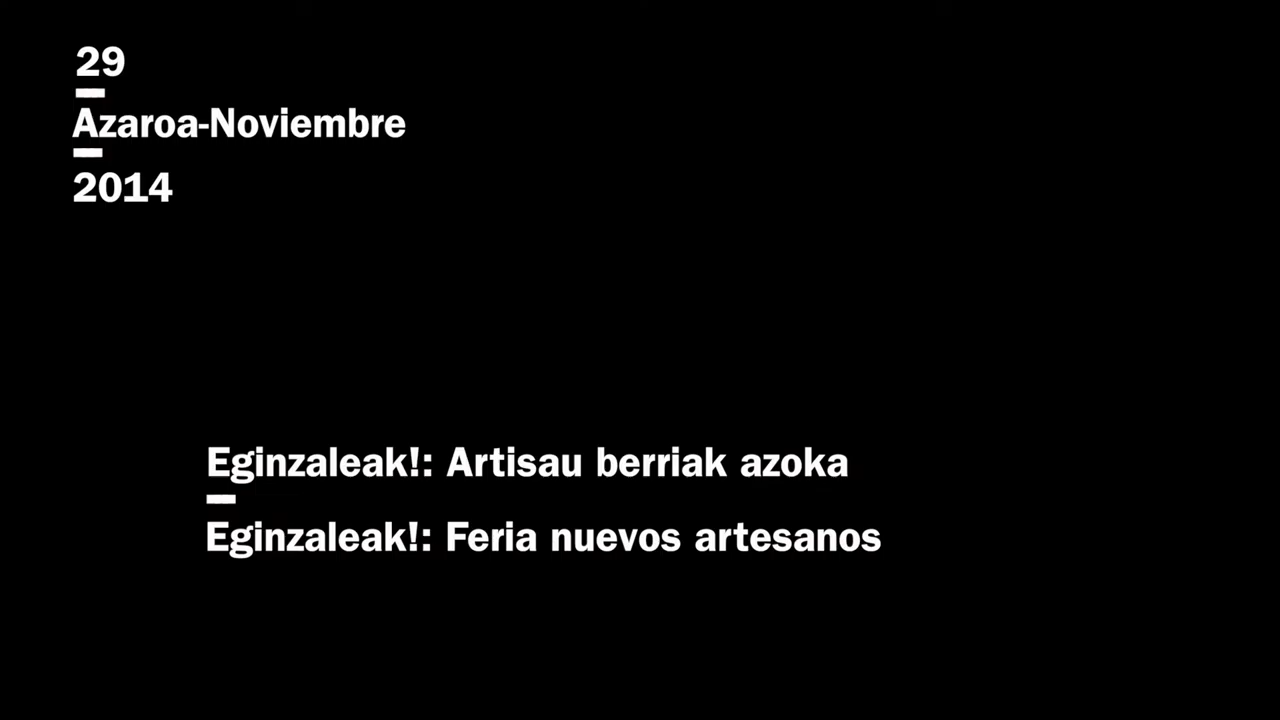 29
Azaroa-Noviembre
2014
Eginzaleak!: Artisau berriak azoka
Eginzaleak!: Feria nuevos artesanos